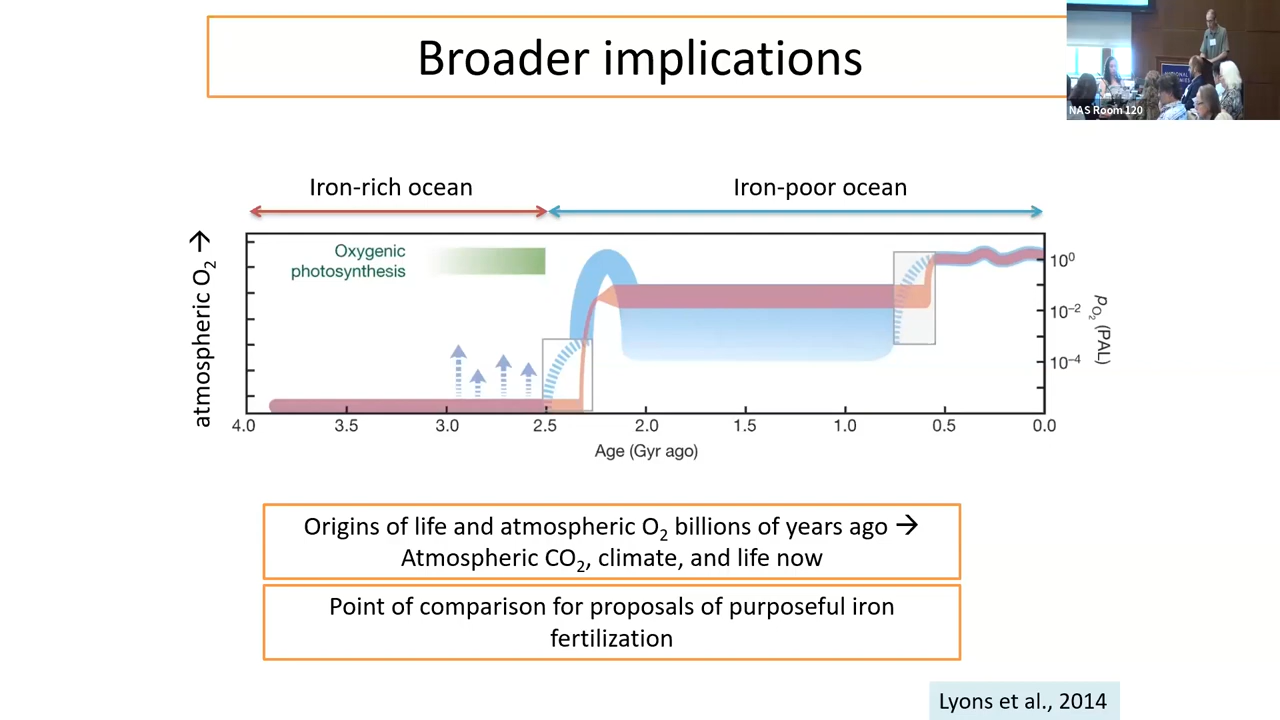 Broader implications
NAS Room 120
Iron-rich ocean
Iron-poor ocean
atmospheric O₂ →
Oxygenic
photosynthesis
10⁰
10⁻²
10⁻⁴
pO₂ (PAL)
4.0 3.5 3.0 2.5 2.0 1.5 1.0 0.5 0.0
Age (Gyr ago)
Origins of life and atmospheric O₂ billions of years ago →
Atmospheric CO₂, climate, and life now
Point of comparison for proposals of purposeful iron
fertilization
Lyons et al., 2014